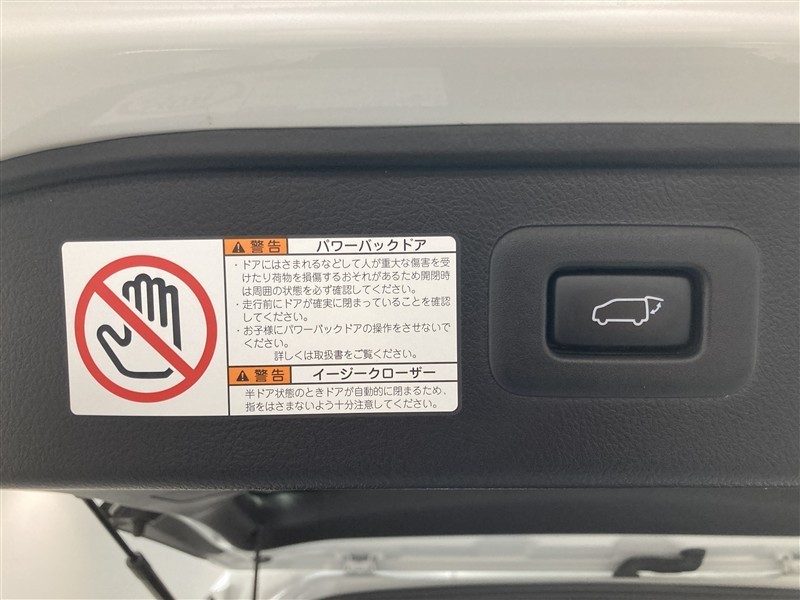 警告 パワーバックドア
・ドアにはさまれるなどして人が重大な傷害を受
けたり荷物を損傷するおそれがあるため開閉時
は周囲の状態を必ず確認してください。
・走行前にドアが確実に閉まっていることを確認
してください。
・お子様にパワーバックドアの操作をさせないで
ください。
詳しくは取扱書をご覧ください。
警告 イージークローザー
半ドア状態のときドアが自動的に閉まるため、
指をはさまないよう十分注意してください。